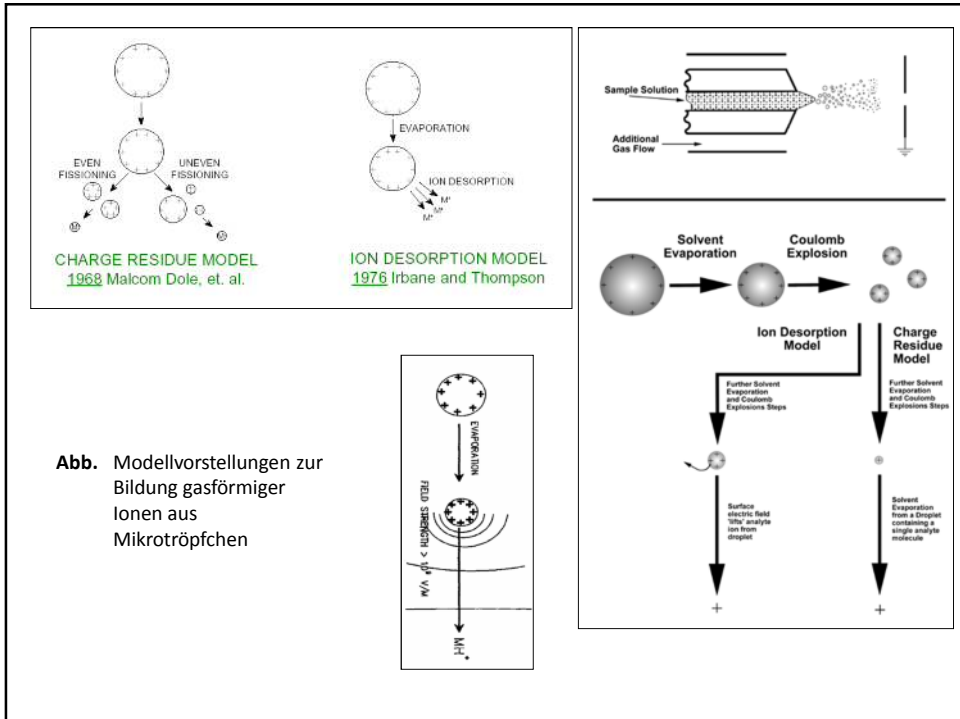 EVEN
FISSIONING
UNEVEN
FISSIONING
CHARGE RESIDUE MODEL
1968 Malcom Dole, et. al.
EVAPORATION
ION DESORPTION
M⁺
M⁺
M⁺
ION DESORPTION MODEL
1976 Irbane and Thompson
Sample Solution
Additional
Gas Flow
Solvent
Evaporation
Coulomb
Explosion
Ion Desorption
Model
Charge
Residue
Model
Further Solvent
Evaporation
and Coulomb
Explosions Steps
Further Solvent
Evaporation
and Coulomb
Explosions Steps
Surface
electric field
'lifts' analyte
ion from
droplet
Solvent
Evaporation
from a Droplet
containing a
single analyte
molecule
+
+
EVAPORATION
FIELD STRENGTH > V/M
MH⁺
Abb. Modellvorstellungen zur
Bildung gasförmiger
Ionen aus
Mikrotröpfchen